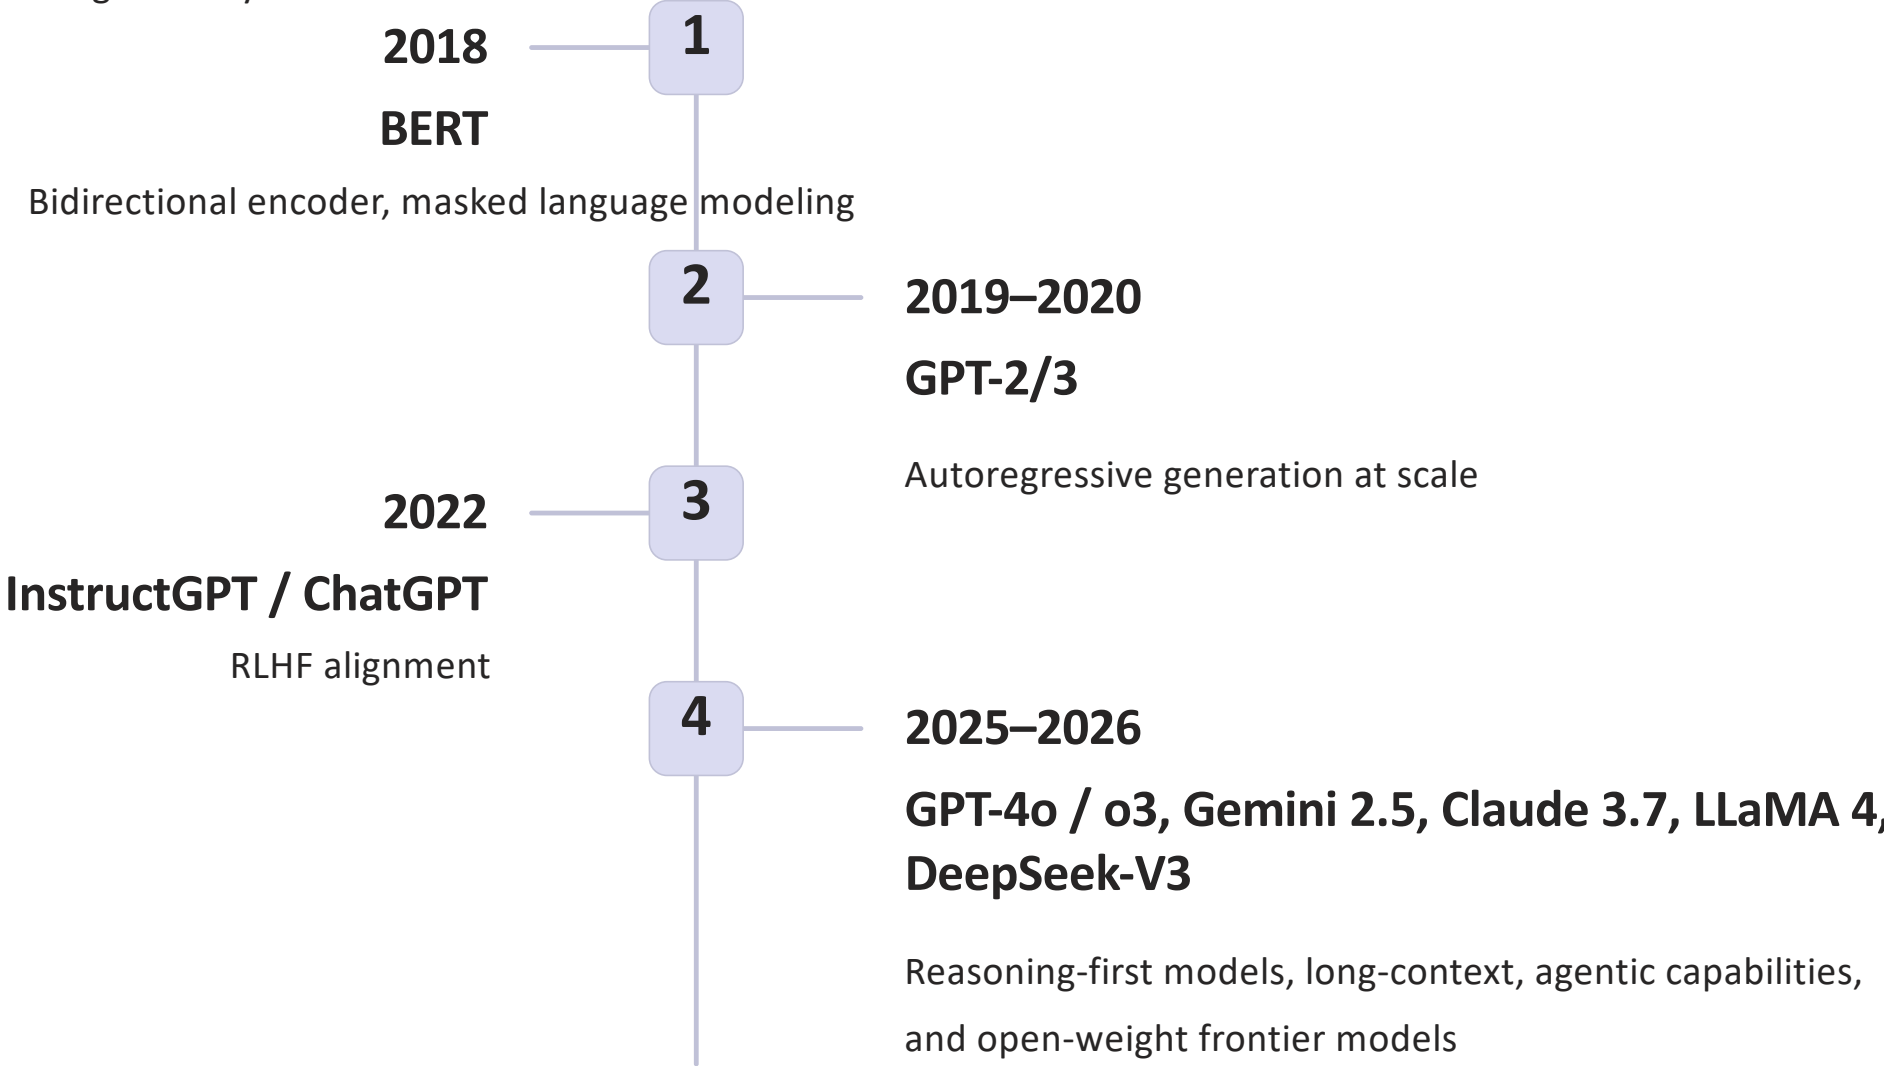 1
2018
BERT
Bidirectional encoder, masked language modeling
2
2019–2020
GPT-2/3
Autoregressive generation at scale
3
2022
InstructGPT / ChatGPT
RLHF alignment
4
2025–2026
GPT-4o / o3, Gemini 2.5, Claude 3.7, LLaMA 4,
DeepSeek-V3
Reasoning-first models, long-context, agentic capabilities,
and open-weight frontier models